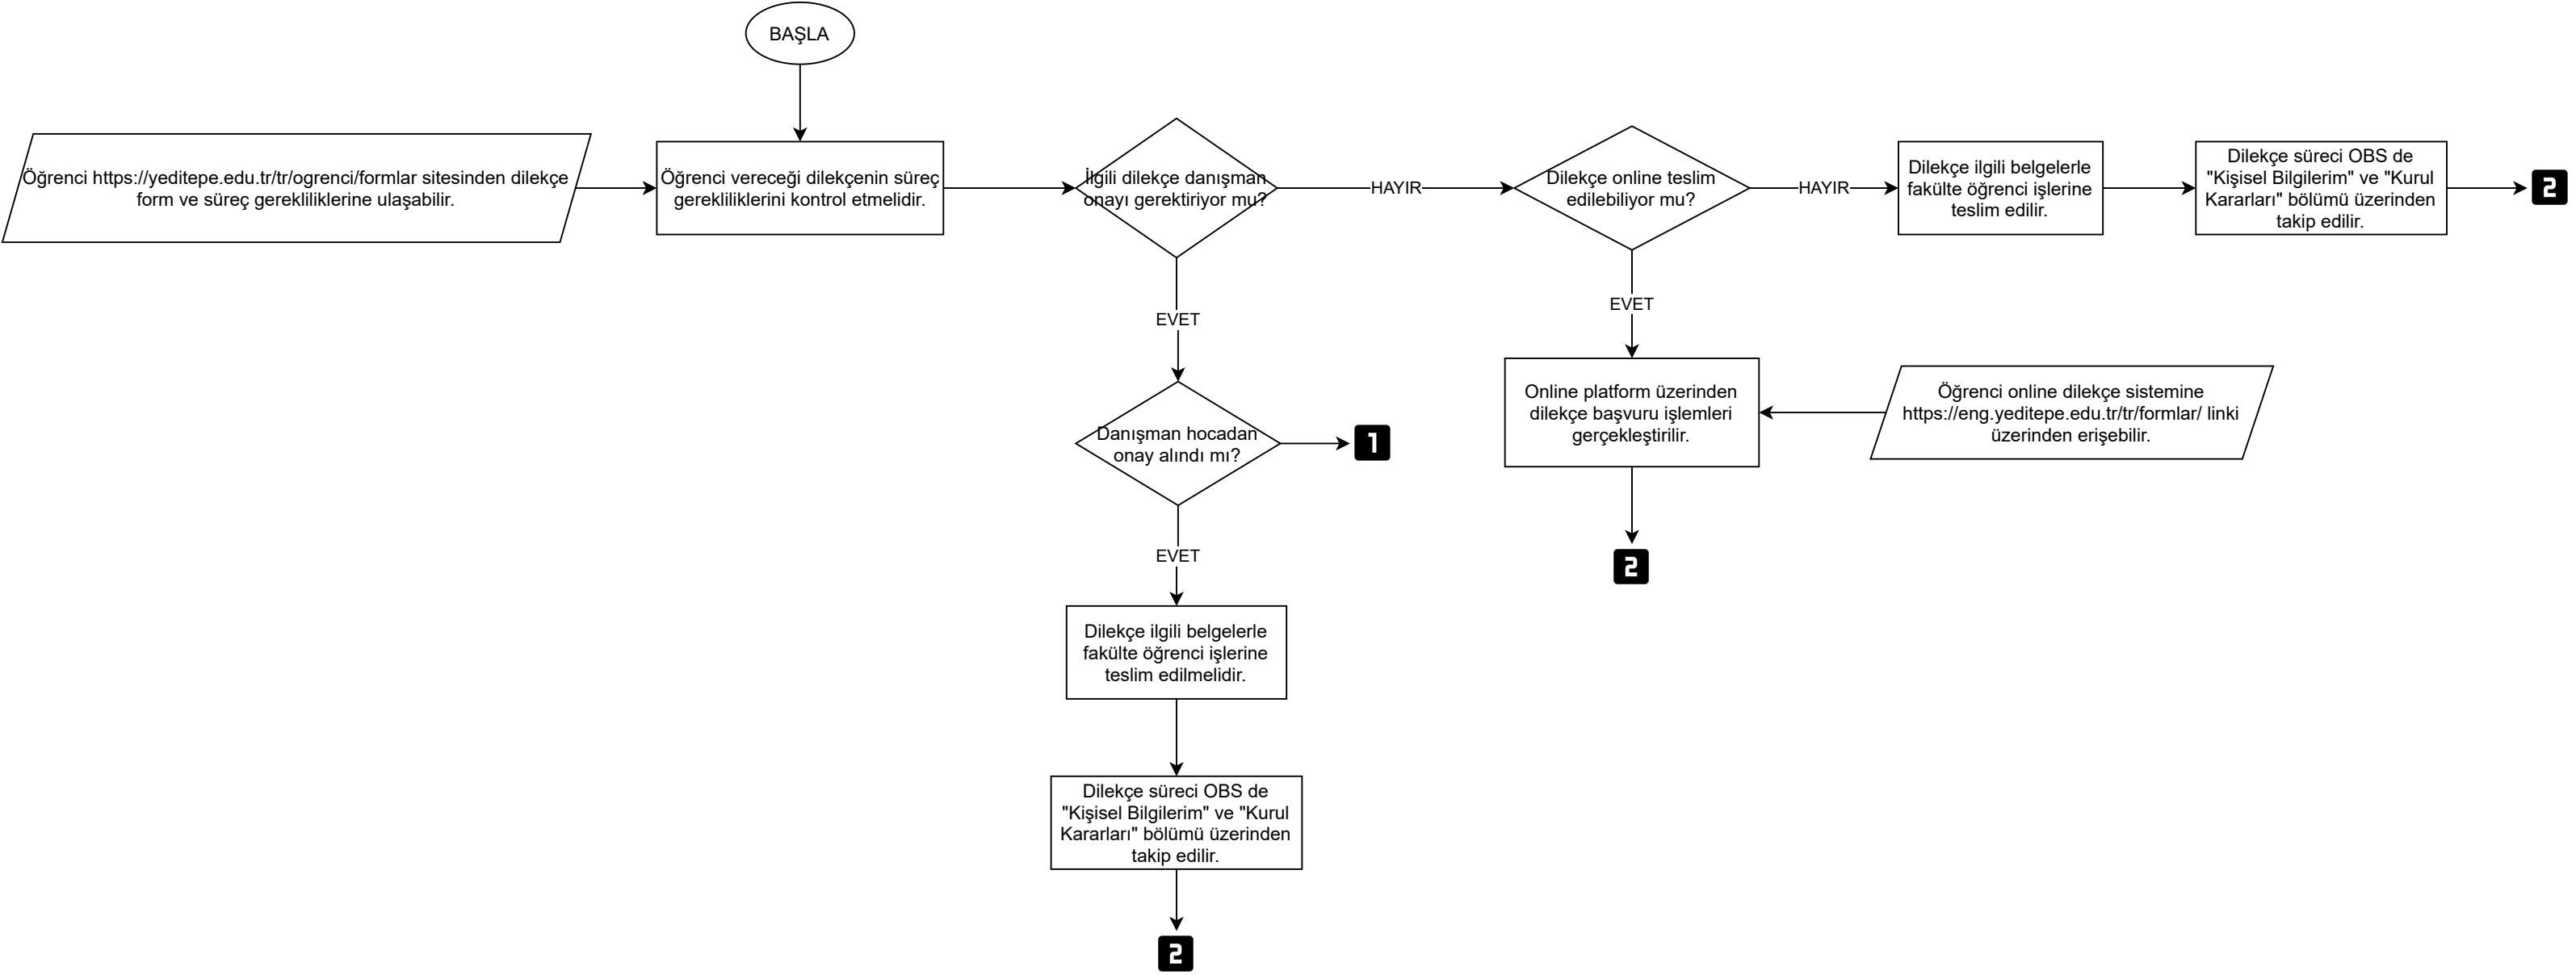 BAŞLA
Öğrenci https://yeditepe.edu.tr/tr/ogrenci/formlar sitesinden dilekçe
form ve süreç gerekliliklerine ulaşabilir.
Öğrenci vereceği dilekçenin süreç
gerekliliklerini kontrol etmelidir.
İlgili dilekçe danışman
onayı gerektiriyor mu?
HAYIR
Dilekçe online teslim
edilebiliyor mu?
HAYIR
Dilekçe ilgili belgelerle
fakülte öğrenci işlerine
teslim edilir.
Dilekçe süreci OBS de
"Kişisel Bilgilerim" ve "Kurul
Kararları" bölümü üzerinden
takip edilir.
2
EVET
EVET
Online platform üzerinden
dilekçe başvuru işlemleri
gerçekleştirilir.
Öğrenci online dilekçe sistemine
https://eng.yeditepe.edu.tr/tr/formlar/ linki
üzerinden erişebilir.
Danışman hocadan
onay alındı mı?
1
2
EVET
Dilekçe ilgili belgelerle
fakülte öğrenci işlerine
teslim edilmelidir.
Dilekçe süreci OBS de
"Kişisel Bilgilerim" ve "Kurul
Kararları" bölümü üzerinden
takip edilir.
2